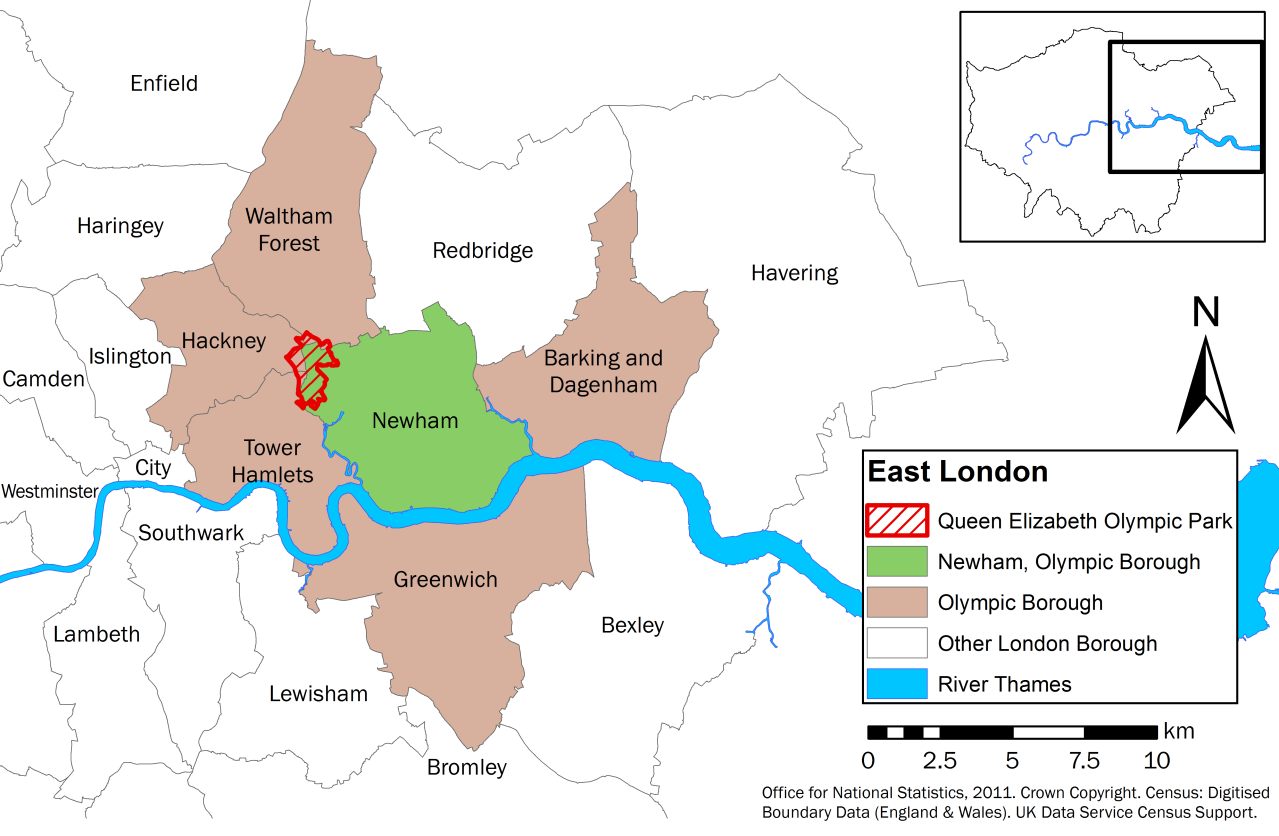 Enfield
Haringey
Waltham
Forest
Redbridge
Havering
Hackney
Islington
Camden
Barking and
Dagenham
Newham
Tower
Hamlets
City
Westminster
Southwark
Greenwich
Lambeth
Bexley
Lewisham
Bromley
N
East London
Queen Elizabeth Olympic Park
Newham, Olympic Borough
Olympic Borough
Other London Borough
River Thames
km
0 2.5 5 7.5 10
Office for National Statistics, 2011. Crown Copyright. Census: Digitised
Boundary Data (England & Wales). UK Data Service Census Support.